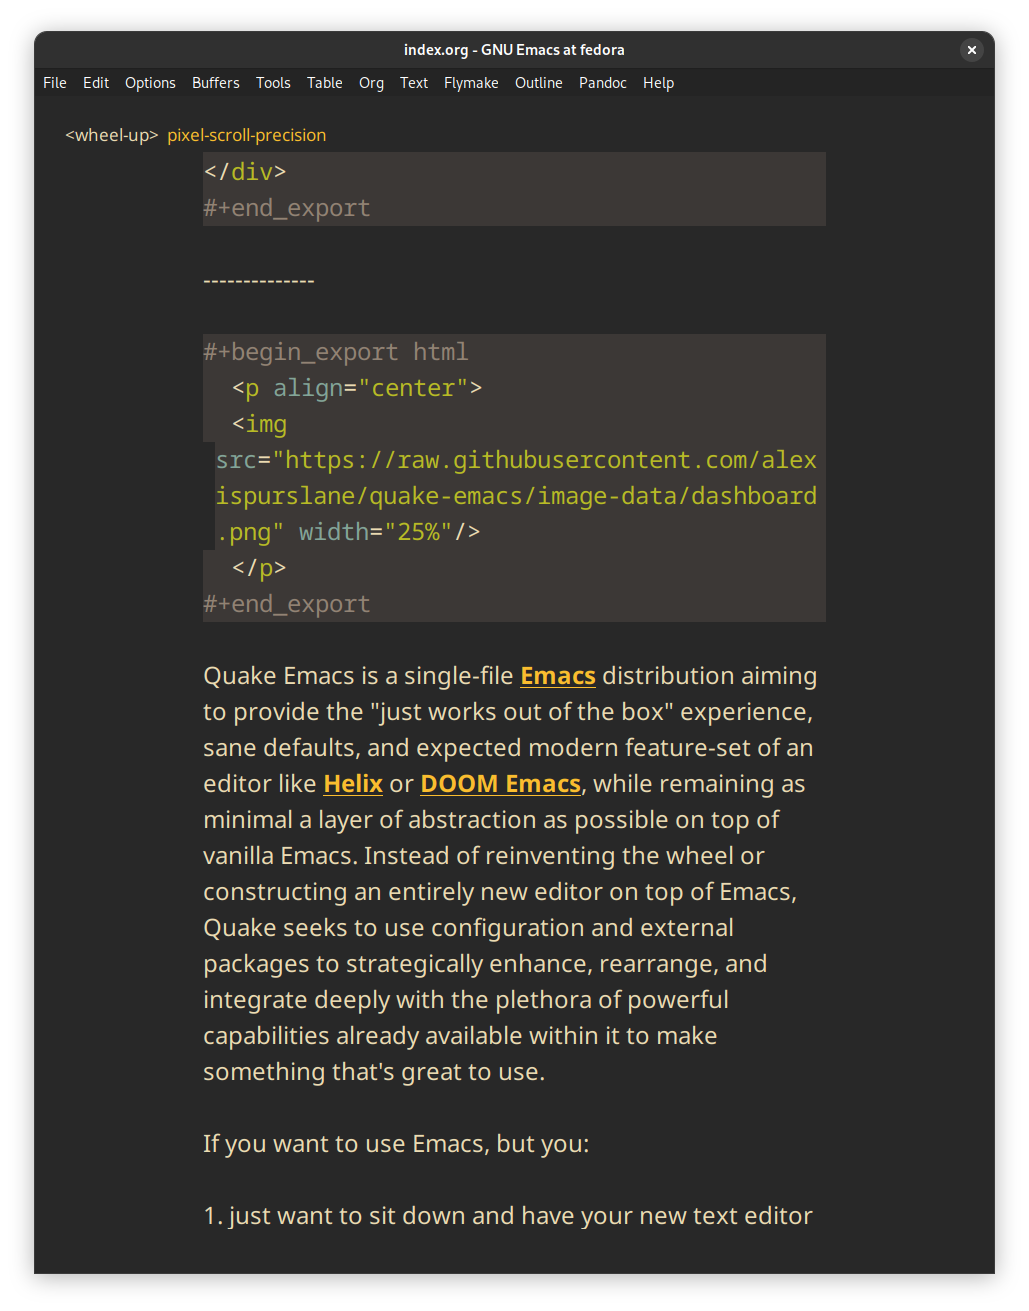 index.org - GNU Emacs at fedora
File Edit Options Buffers Tools Table Org Text Flymake Outline Pandoc Help
<wheel-up> pixel-scroll-precision
</div>
#+end_export
--------------
#+begin_export html
<p align="center">
<img
src="https://raw.githubusercontent.com/alex
ispurslane/quake-emacs/image-data/dashboard
.png" width="25%"/>
</p>
#+end_export
Quake Emacs is a single-file Emacs distribution aiming
to provide the "just works out of the box" experience,
sane defaults, and expected modern feature-set of an
editor like Helix or DOOM Emacs, while remaining as
minimal a layer of abstraction as possible on top of
vanilla Emacs. Instead of reinventing the wheel or
constructing an entirely new editor on top of Emacs,
Quake seeks to use configuration and external
packages to strategically enhance, rearrange, and
integrate deeply with the plethora of powerful
capabilities already available within it to make
something that's great to use.
If you want to use Emacs, but you:
1. just want to sit down and have your new text editor